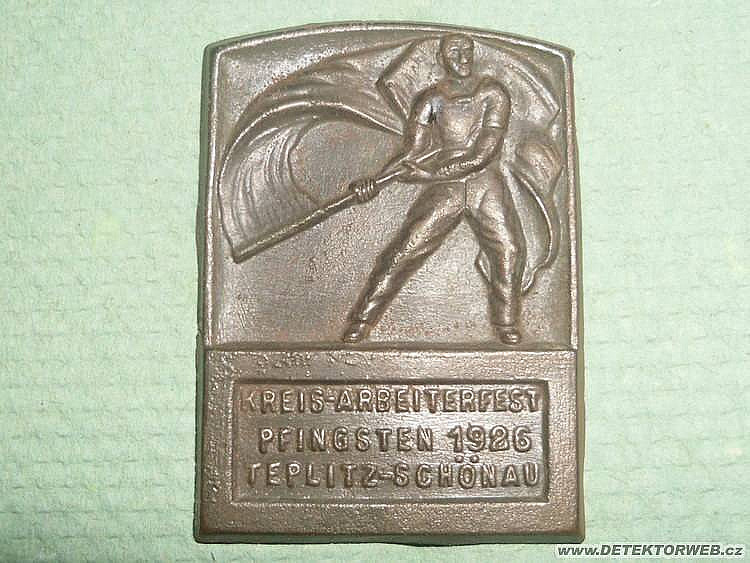 KREIS-ARBEITERFEST
PFINGSTEN 1926
TEPLITZ-SCHÖNAU
www.DETEKTORWEB.cz